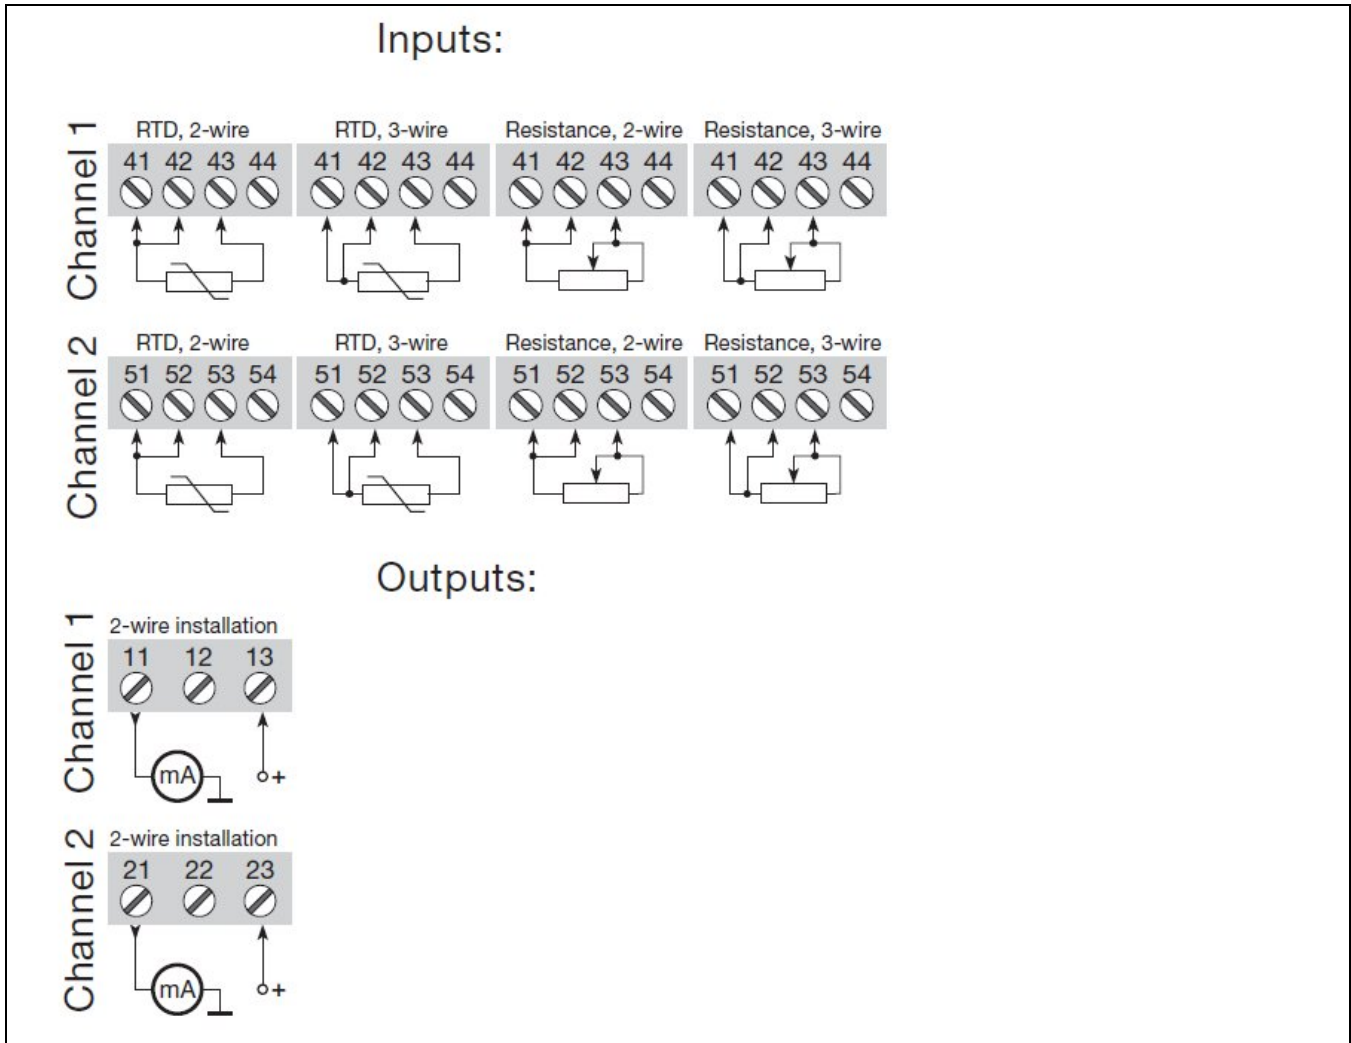 Inputs:
Channel 1
RTD, 2-wire RTD, 3-wire Resistance, 2-wire Resistance, 3-wire
41 42 43 44 41 42 43 44 41 42 43 44 41 42 43 44
Channel 2
RTD, 2-wire RTD, 3-wire Resistance, 2-wire Resistance, 3-wire
51 52 53 54 51 52 53 54 51 52 53 54 51 52 53 54
Outputs:
Channel 1
2-wire installation
11 12 13
mA +
Channel 2
2-wire installation
21 22 23
mA +